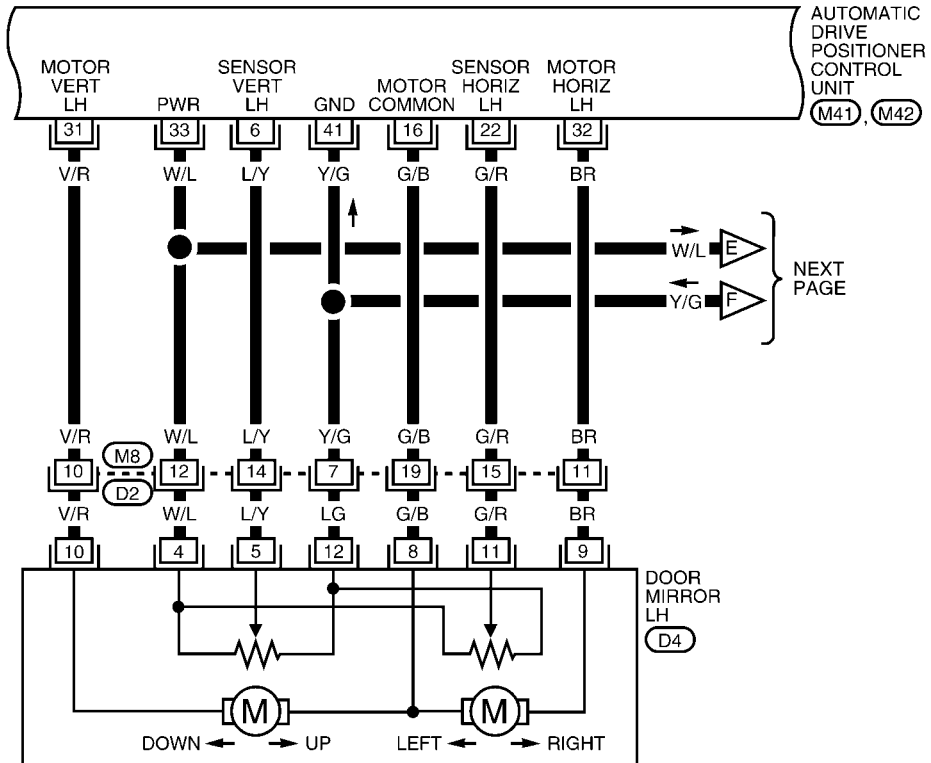 AUTOMATIC
DRIVE
POSITIONER
CONTROL
UNIT
M41 , M42
MOTOR
VERT
LH
PWR
SENSOR
VERT
LH
GND
MOTOR
COMMON
SENSOR
HORIZ
LH
MOTOR
HORIZ
LH
31 33 6 41 16 22 32
V/R W/L L/Y Y/G G/B G/R BR
W/L E
Y/G F
NEXT
PAGE
V/R W/L L/Y Y/G G/B G/R BR
M8
10 12 14 7 19 15 11
D2
V/R W/L L/Y LG G/B G/R BR
10 4 5 12 8 11 9
DOOR
MIRROR
LH
D4
M M
DOWN UP LEFT RIGHT